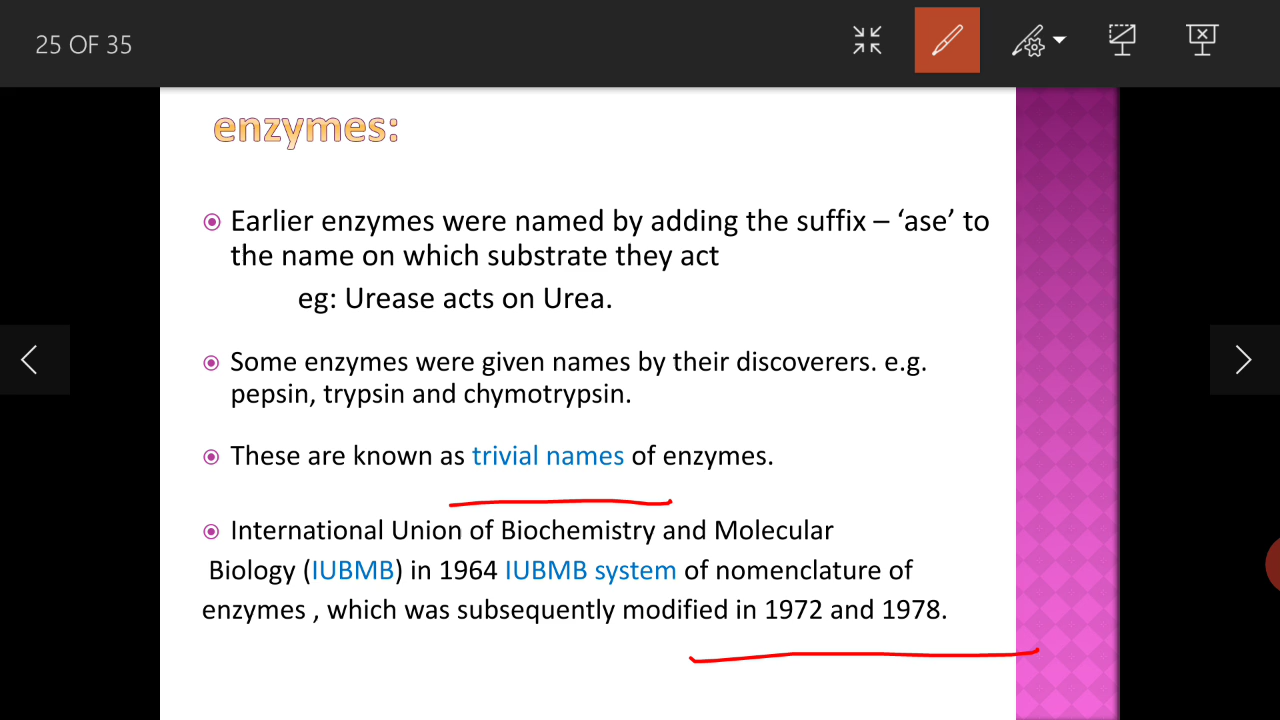 25 OF 35
enzymes:
Earlier enzymes were named by adding the suffix – ‘ase’ to
the name on which substrate they act
eg: Urease acts on Urea.
Some enzymes were given names by their discoverers. e.g.
pepsin, trypsin and chymotrypsin.
These are known as trivial names of enzymes.
International Union of Biochemistry and Molecular
Biology (IUBMB) in 1964 IUBMB system of nomenclature of
enzymes , which was subsequently modified in 1972 and 1978.